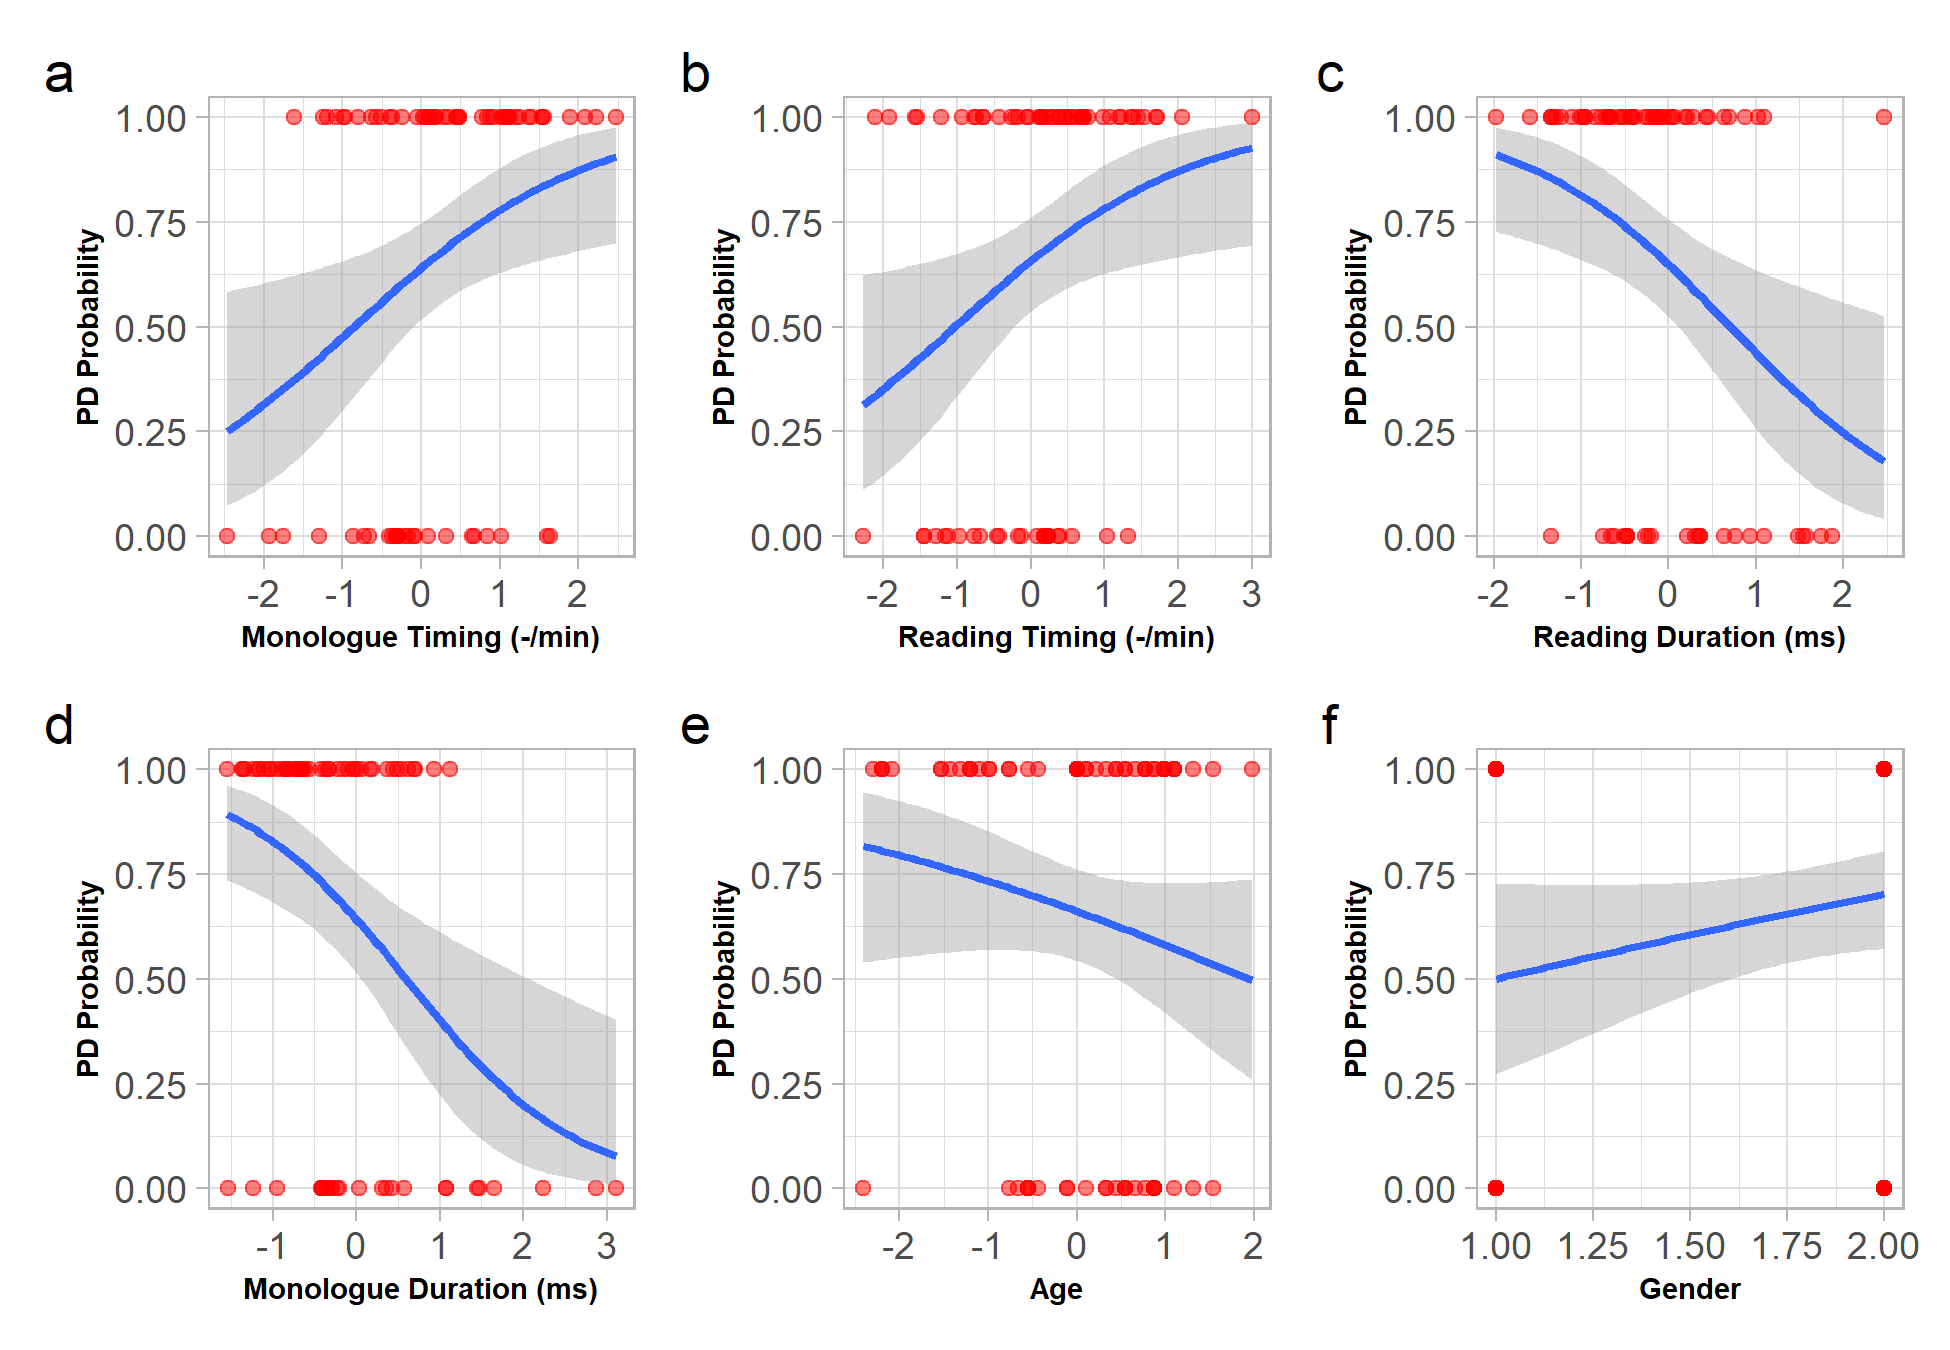 a
b
c
1.00
0.75
0.50
0.25
0.00
PD Probability
-2 -1 0 1 2
Monologue Timing (-/min)
1.00
0.75
0.50
0.25
0.00
PD Probability
-2 -1 0 1 2 3
Reading Timing (-/min)
1.00
0.75
0.50
0.25
0.00
PD Probability
-2 -1 0 1 2
Reading Duration (ms)
d
e
f
1.00
0.75
0.50
0.25
0.00
PD Probability
-1 0 1 2 3
Monologue Duration (ms)
1.00
0.75
0.50
0.25
0.00
PD Probability
-2 -1 0 1 2
Age
1.00
0.75
0.50
0.25
0.00
PD Probability
1.00 1.25 1.50 1.75 2.00
Gender